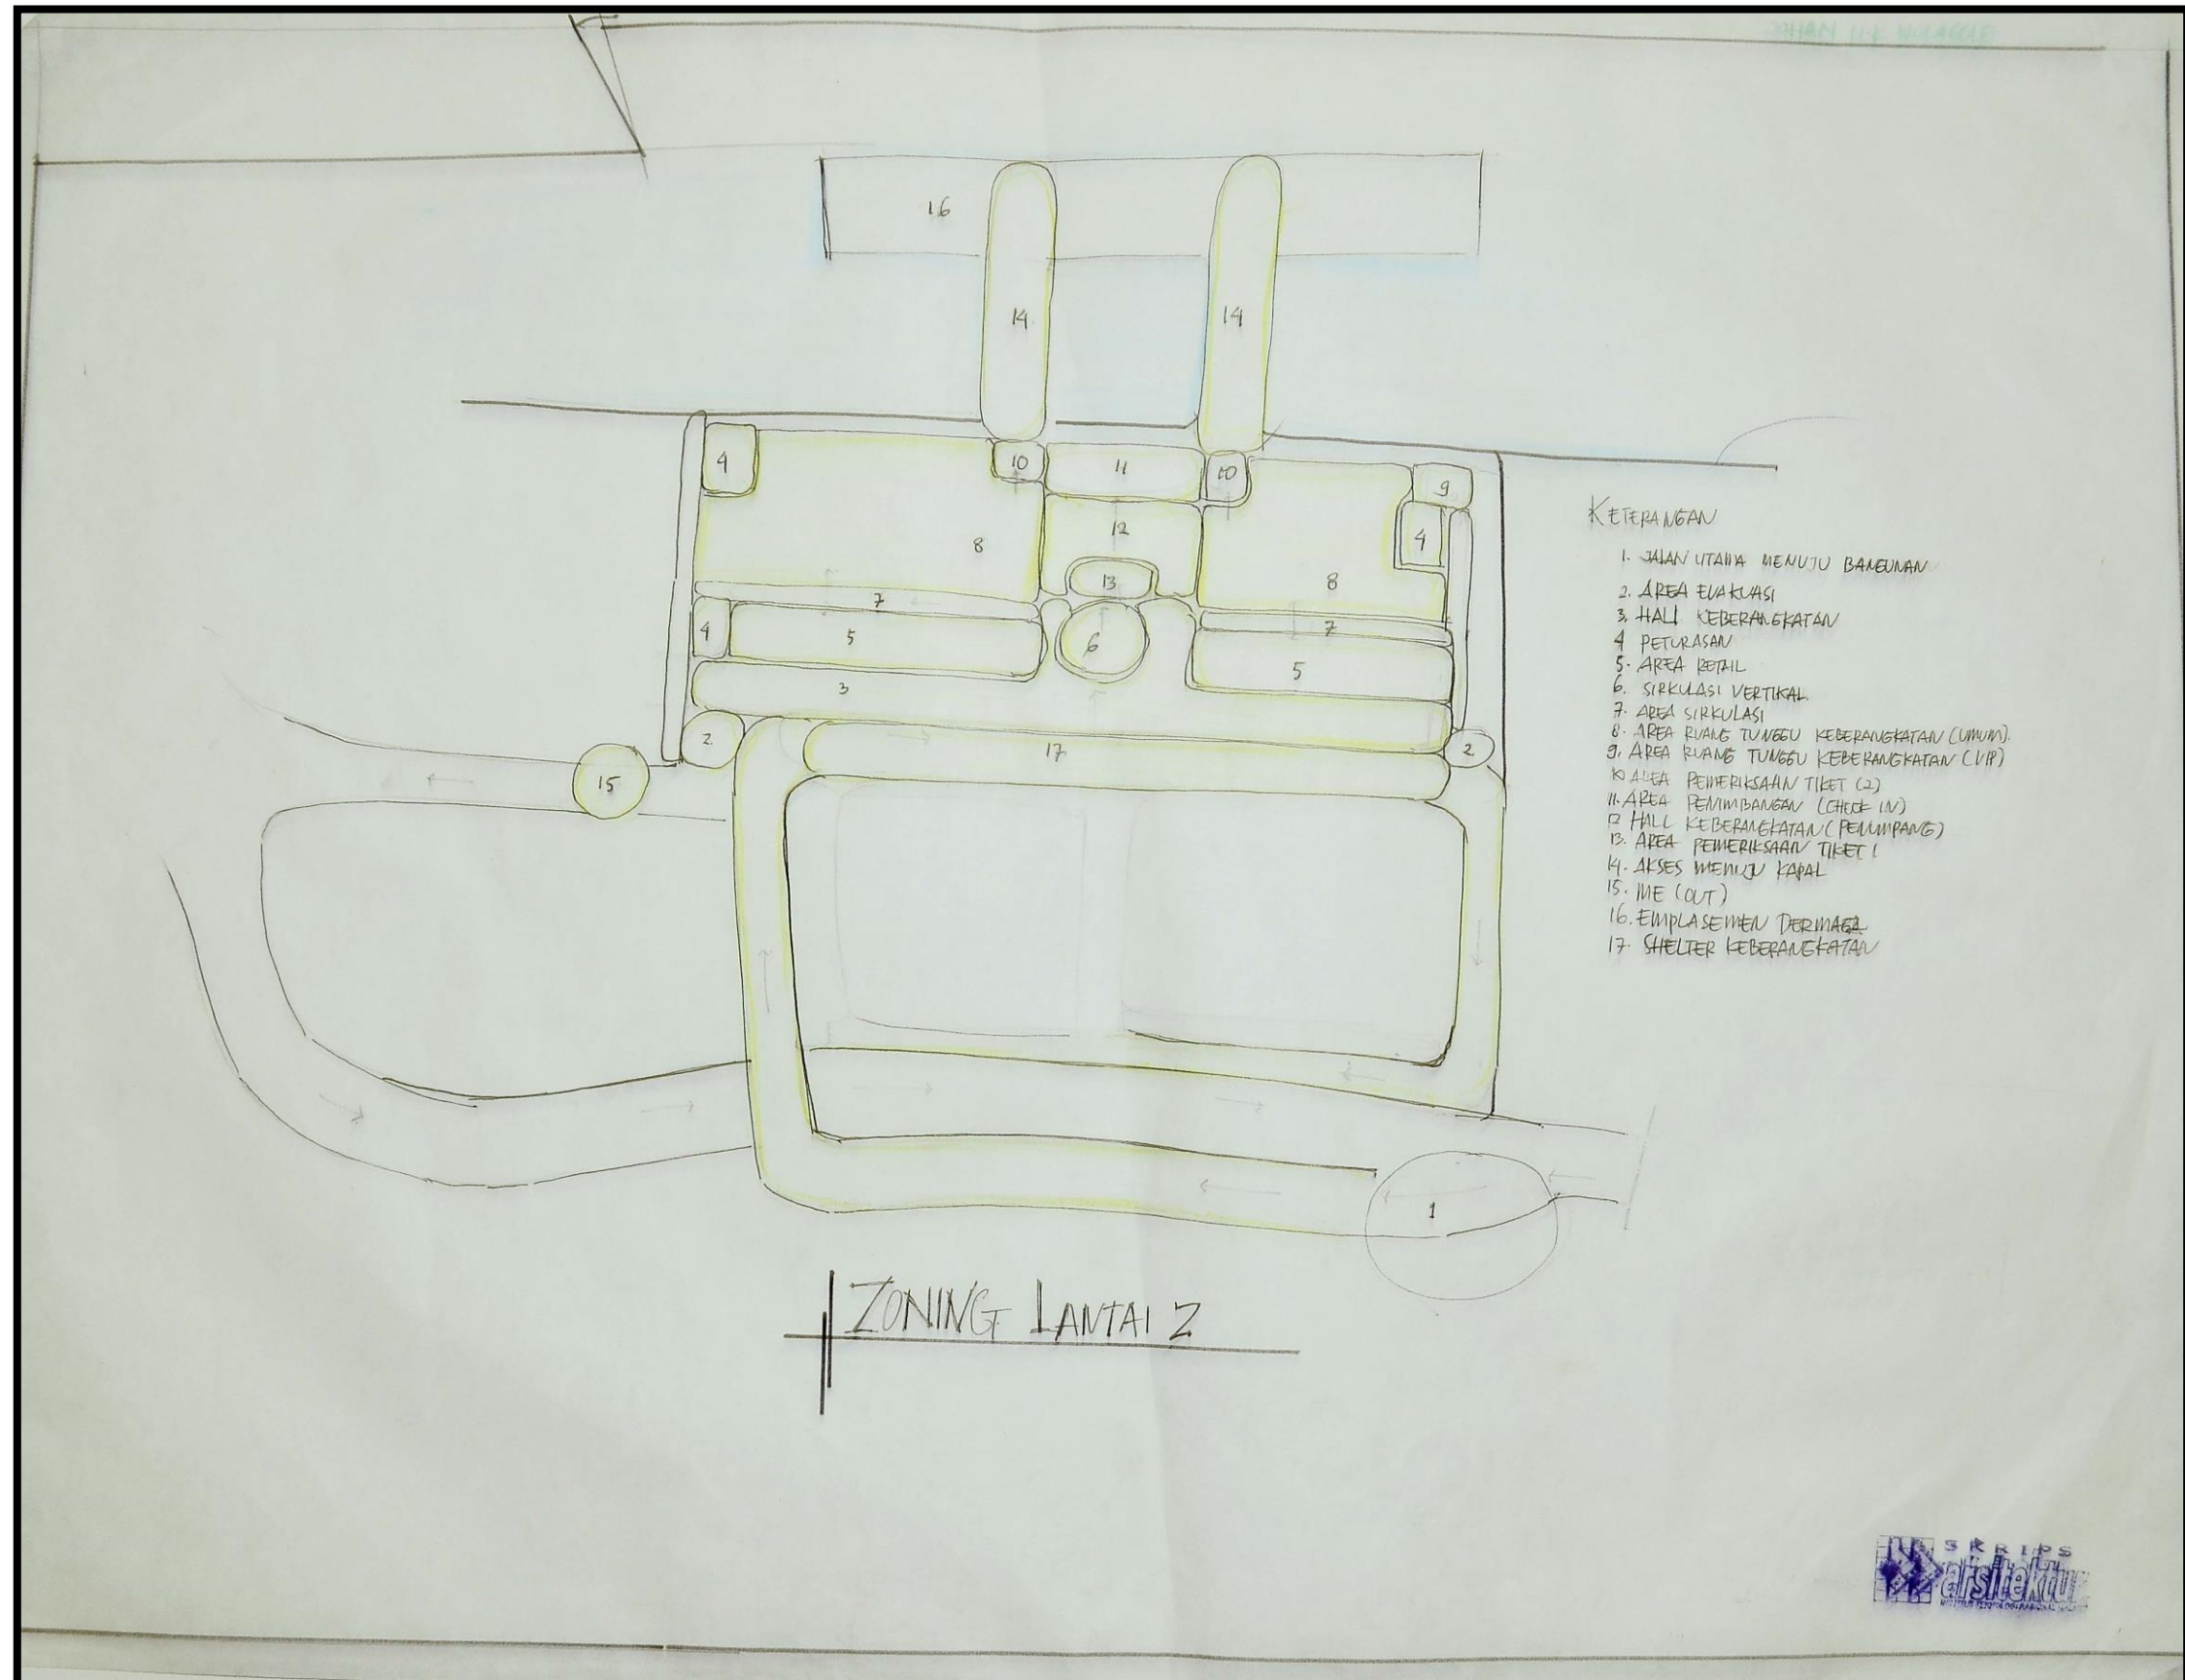 16
14 14
4 10 11 10 9
12 4
8
13 8
7
7
4 5 6
5
3
2 17 2
15
1
KETERANGAN
1. JALAN UTAMA MENUJU BANGUNAN
2. AREA EVAKUASI
3. HALL KEBERANGKATAN
4 PETURASAN
5. AREA RETAIL
6. SIRKULASI VERTIKAL
7. AREA SIRKULASI
8. AREA RUANG TUNGGU KEBERANGKATAN (UMUM).
9. AREA RUANG TUNGGU KEBERANGKATAN (VIP)
10 AREA PEMERIKSAAN TIKET (2)
11. AREA PENIMBANGAN (CHECK IN)
12 HALL KEBERANGKATAN (PENUMPANG)
13. AREA PEMERIKSAAN TIKET 1
14. AKSES MENUJU KAPAL
15. ME (OUT)
16. EMPLASEMEN DERMAGA
17. SHELTER KEBERANGKATAN
ZONING LANTAI 2
SKRIPS
arsitektur